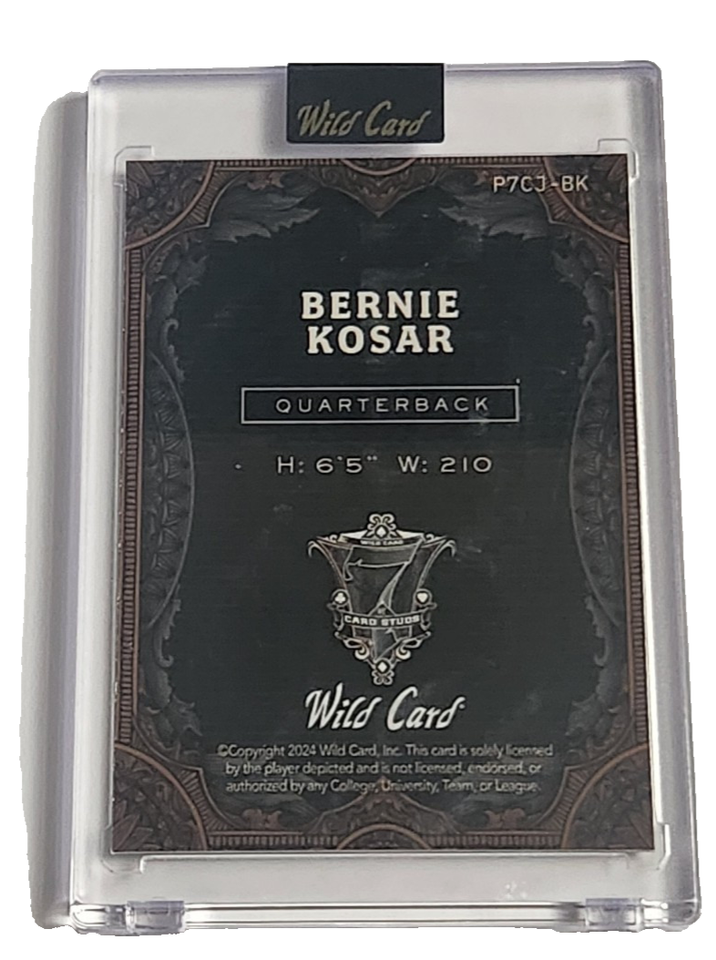 Wild Card
P7CJ-BK
BERNIE
KOSAR
QUARTERBACK
H: 6'5" W: 210
WILD CARD
7
CARD STUDS
Wild Card
©Copyright 2024 Wild Card, Inc. This card is solely licensed
by the player depicted and is not licensed, endorsed, or
authorized by any College, University, Team, or League.